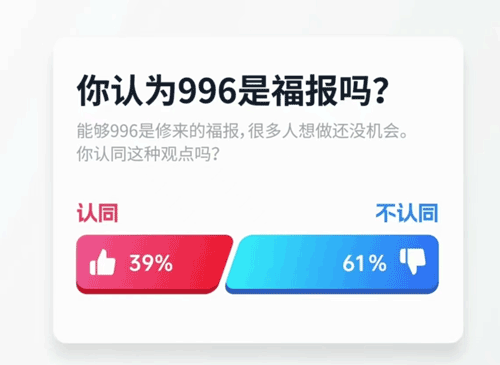 你认为996是福报吗？
能够996是修来的福报，很多人想做还没机会。
你认同这种观点吗？
认同 不认同
39% 61%